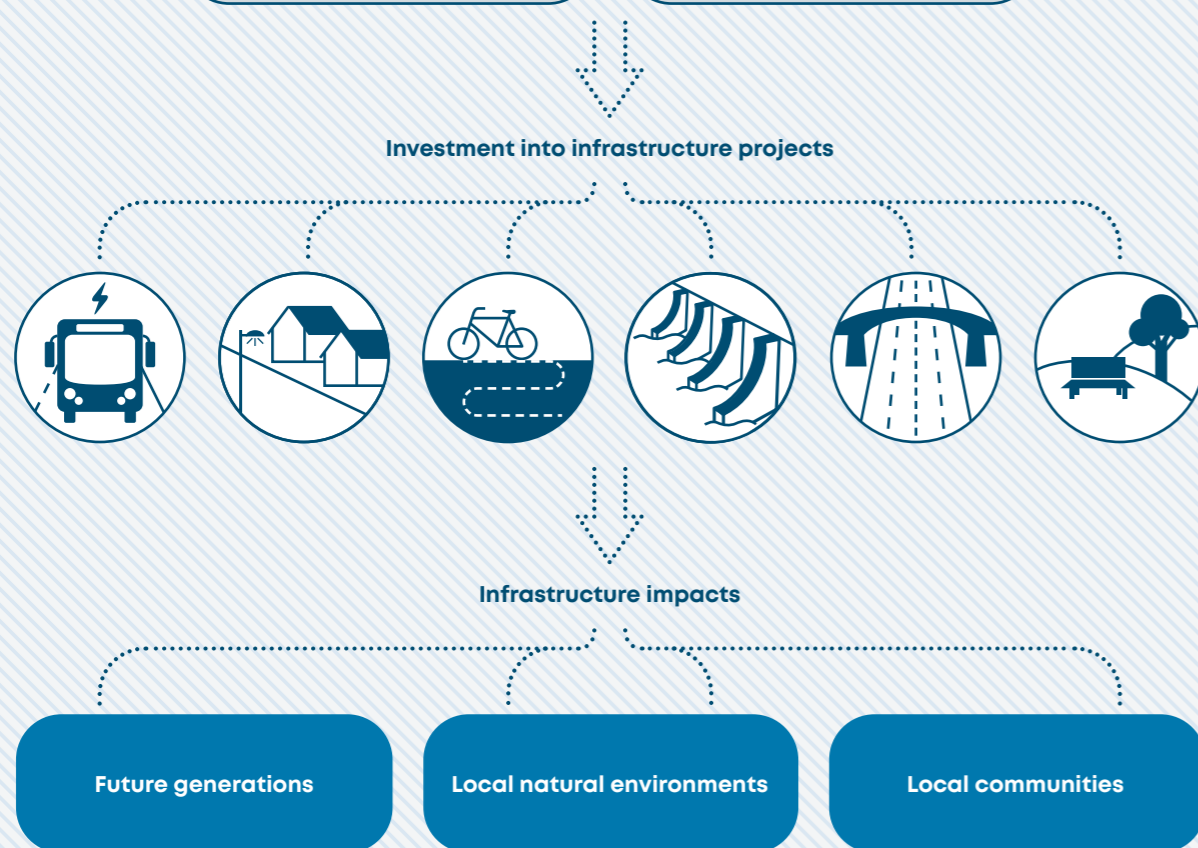 Investment into infrastructure projects
Infrastructure impacts
Future generations
Local natural environments
Local communities